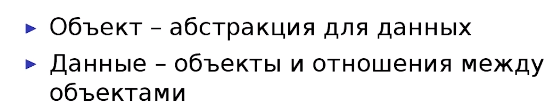 Объект – абстракция для данных
Данные – объекты и отношения между
объектами